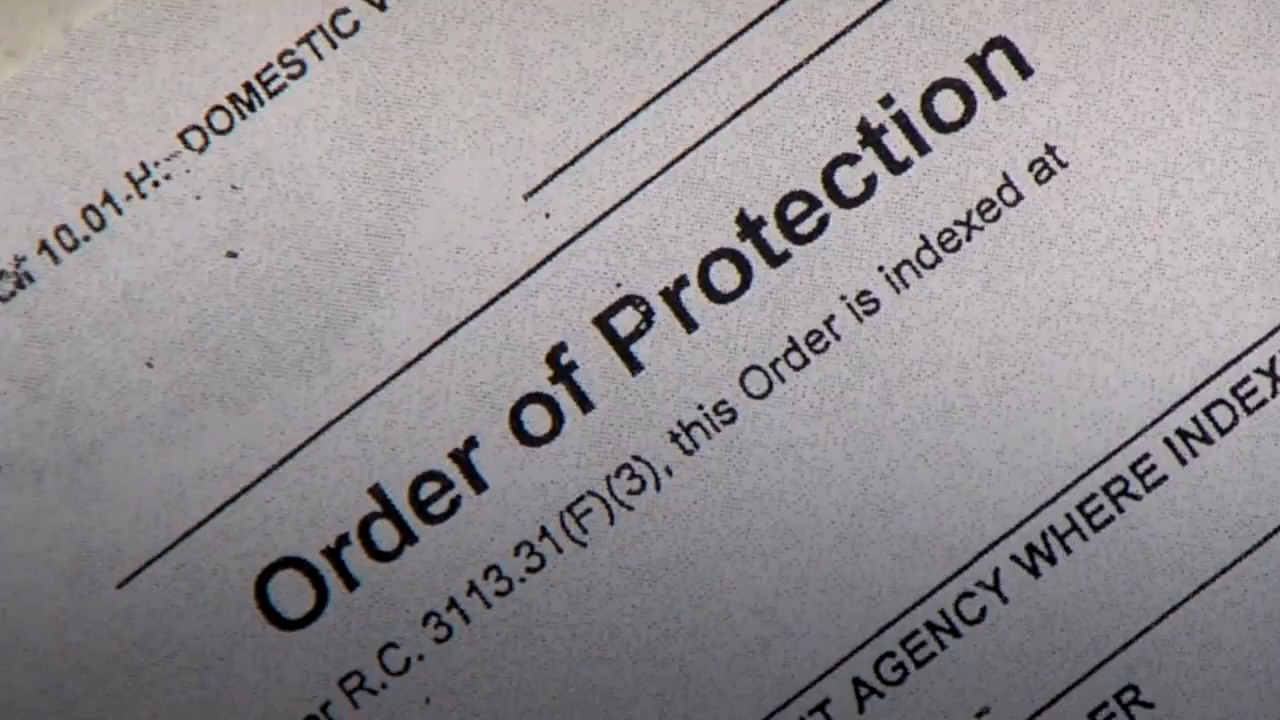 10.01-H: DOMESTIC
Order of Protection
R.C. 3113.31(F)(3), this Order is indexed at
AGENCY WHERE INDEX